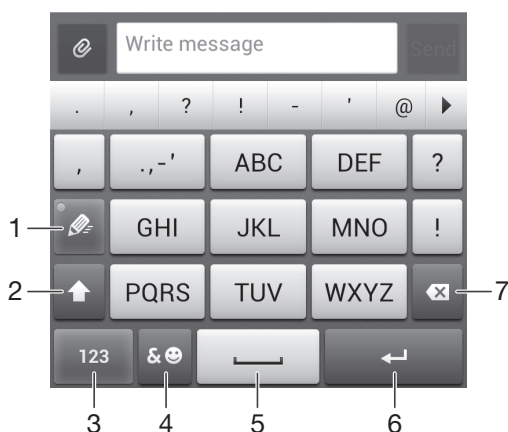 Write message Send
. , ? ! - ' @
, .,-' ABC DEF ?
1 GHI JKL MNO !
2 PQRS TUV WXYZ 7
123 &
3 4 5 6